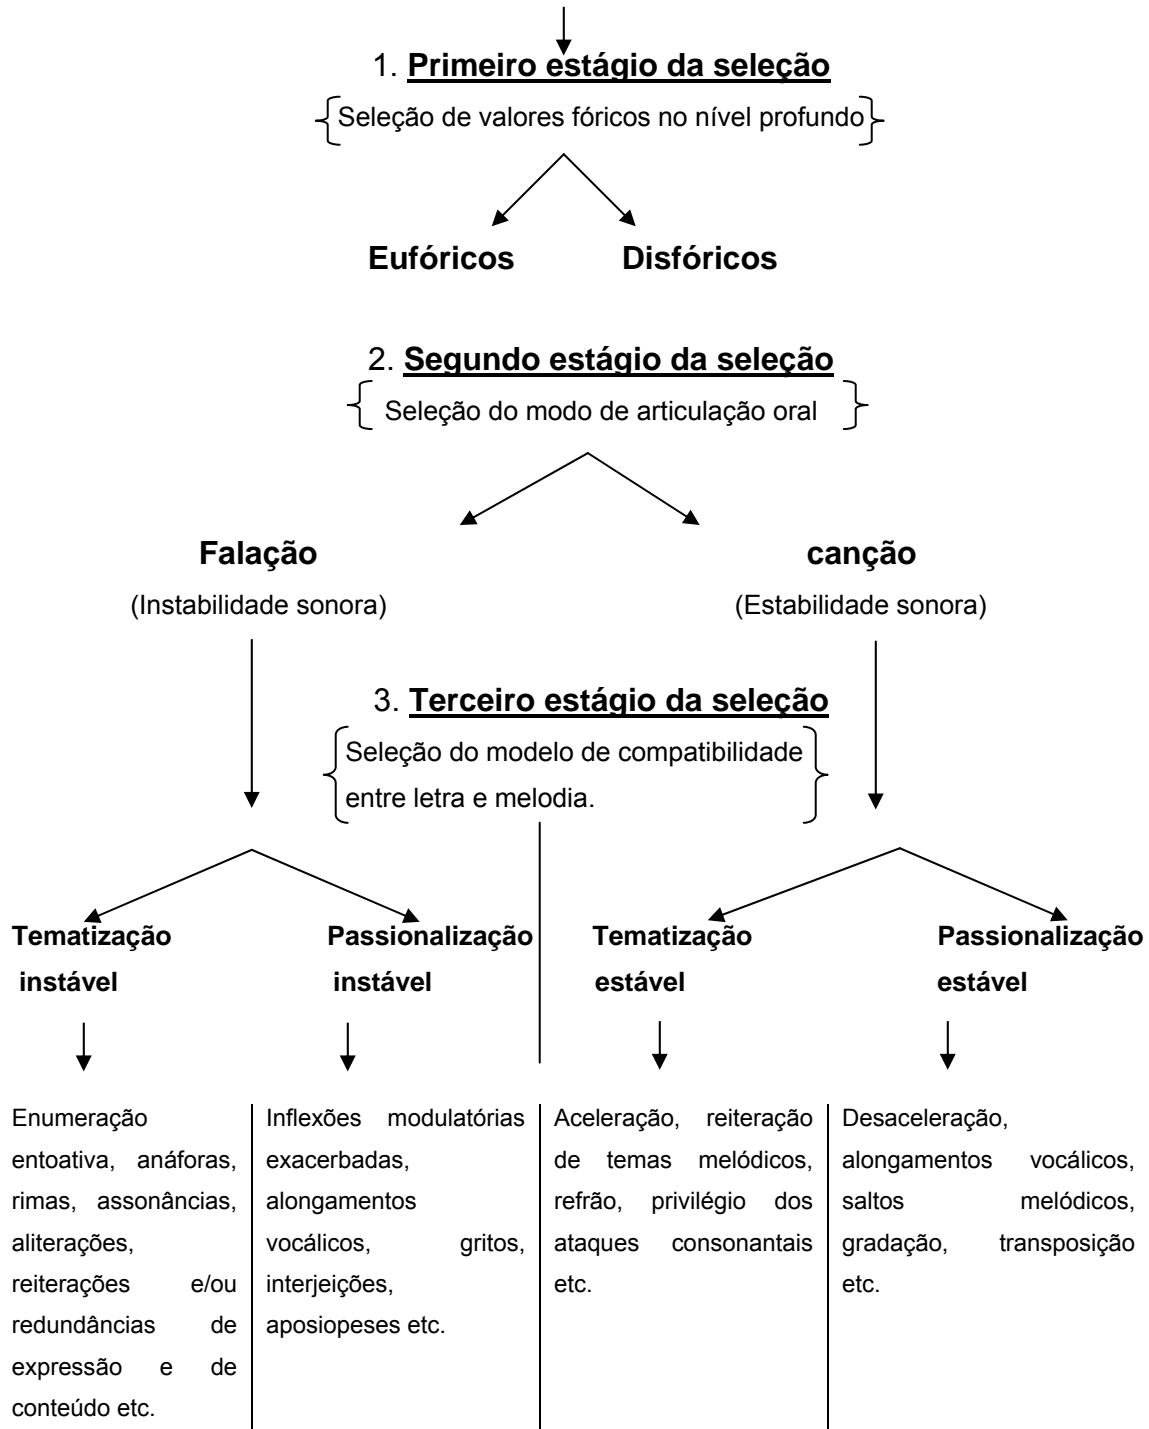 1. Primeiro estágio da seleção
Seleção de valores fóricos no nível profundo
Eufóricos Disfóricos
2. Segundo estágio da seleção
Seleção do modo de articulação oral
Falação canção
(Instabilidade sonora) (Estabilidade sonora)
3. Terceiro estágio da seleção
Seleção do modelo de compatibilidade
entre letra e melodia.
Tematização
instável
Passionalização
instável
Tematização
estável
Passionalização
estável
Enumeração
entoativa, anáforas,
rimas, assonâncias,
aliterações,
reiterações e/ou
redundâncias de
expressão e de
conteúdo etc.
Inflexões modulatórias
exacerbadas,
alongamentos
vocálicos, gritos,
interjeições,
aposiopeses etc.
Aceleração, reiteração
de temas melódicos,
refrão, privilégio dos
ataques consonantais
etc.
Desaceleração,
alongamentos vocálicos,
saltos melódicos,
gradação, transposição
etc.